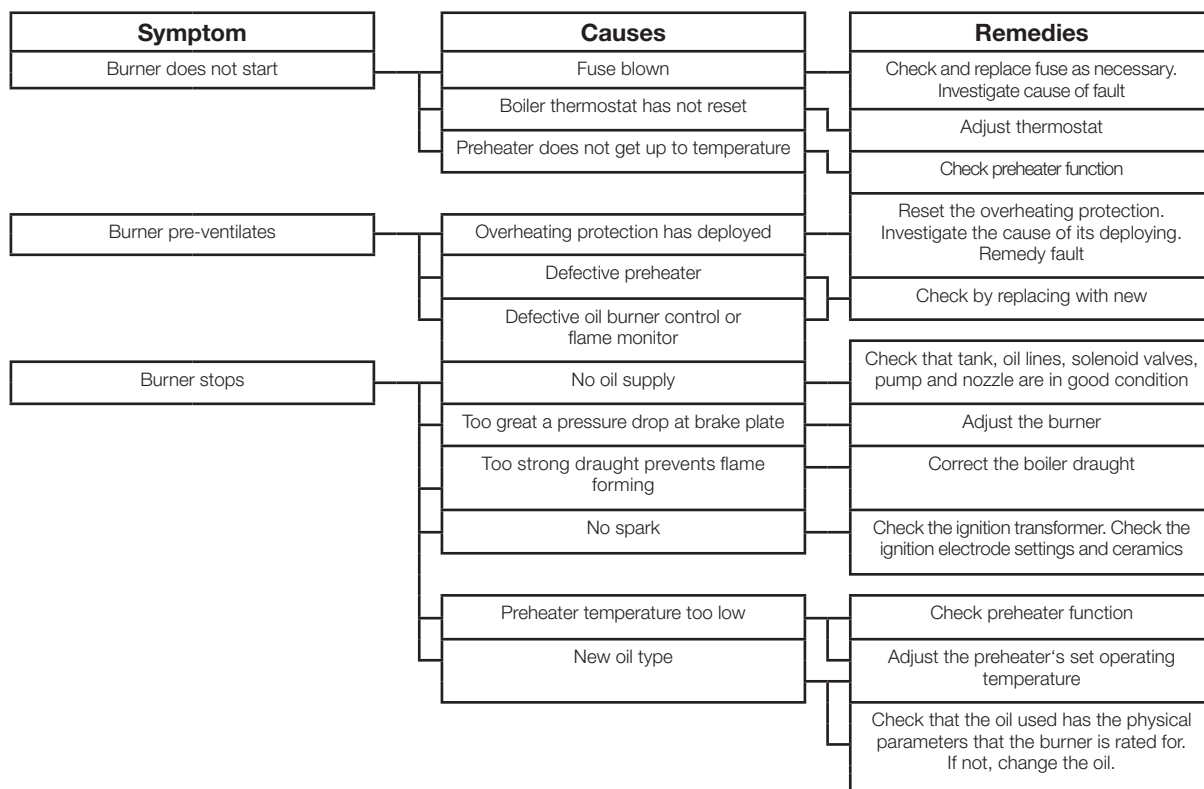 Symptom
Causes
Remedies
Burner does not start
Fuse blown
Check and replace fuse as necessary.
Investigate cause of fault
Boiler thermostat has not reset
Adjust thermostat
Preheater does not get up to temperature
Check preheater function
Burner pre-ventilates
Overheating protection has deployed
Reset the overheating protection.
Investigate the cause of its deploying.
Remedy fault
Defective preheater
Check by replacing with new
Defective oil burner control or
flame monitor
Burner stops
No oil supply
Check that tank, oil lines, solenoid valves,
pump and nozzle are in good condition
Too great a pressure drop at brake plate
Adjust the burner
Too strong draught prevents flame
forming
Correct the boiler draught
No spark
Check the ignition transformer. Check the
ignition electrode settings and ceramics
Preheater temperature too low
Check preheater function
New oil type
Adjust the preheater‘s set operating
temperature
Check that the oil used has the physical
parameters that the burner is rated for.
If not, change the oil.